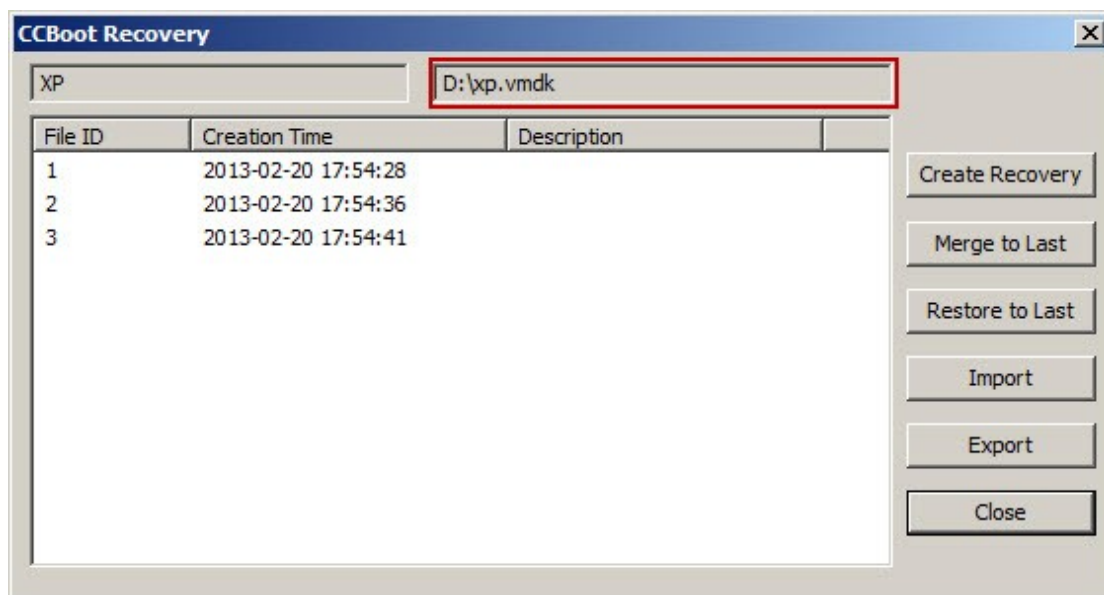 CCBoot Recovery
XP D:\xp.vmdk
File ID Creation Time Description
1 2013-02-20 17:54:28
2 2013-02-20 17:54:36
3 2013-02-20 17:54:41
Create Recovery
Merge to Last
Restore to Last
Import
Export
Close